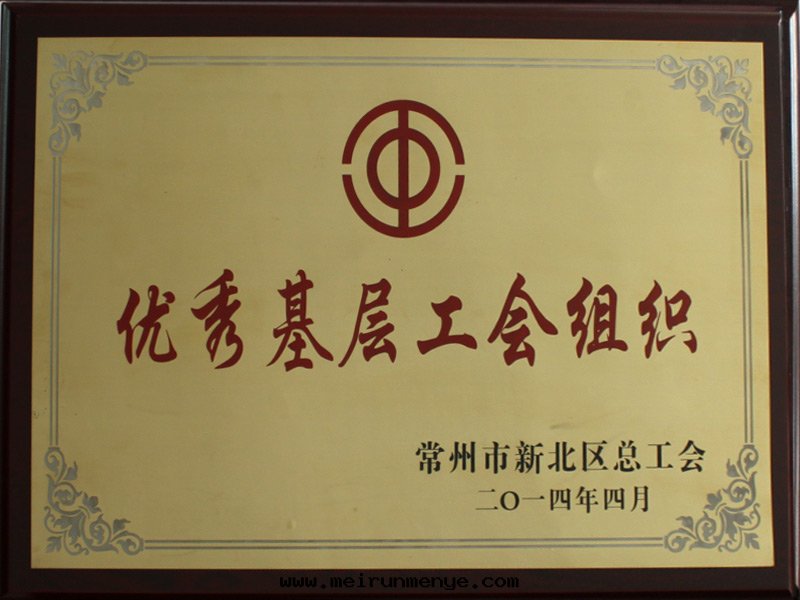 优秀基层工会组织
常州市新北区总工会
二〇一四年四月
www.meirunmenye.com